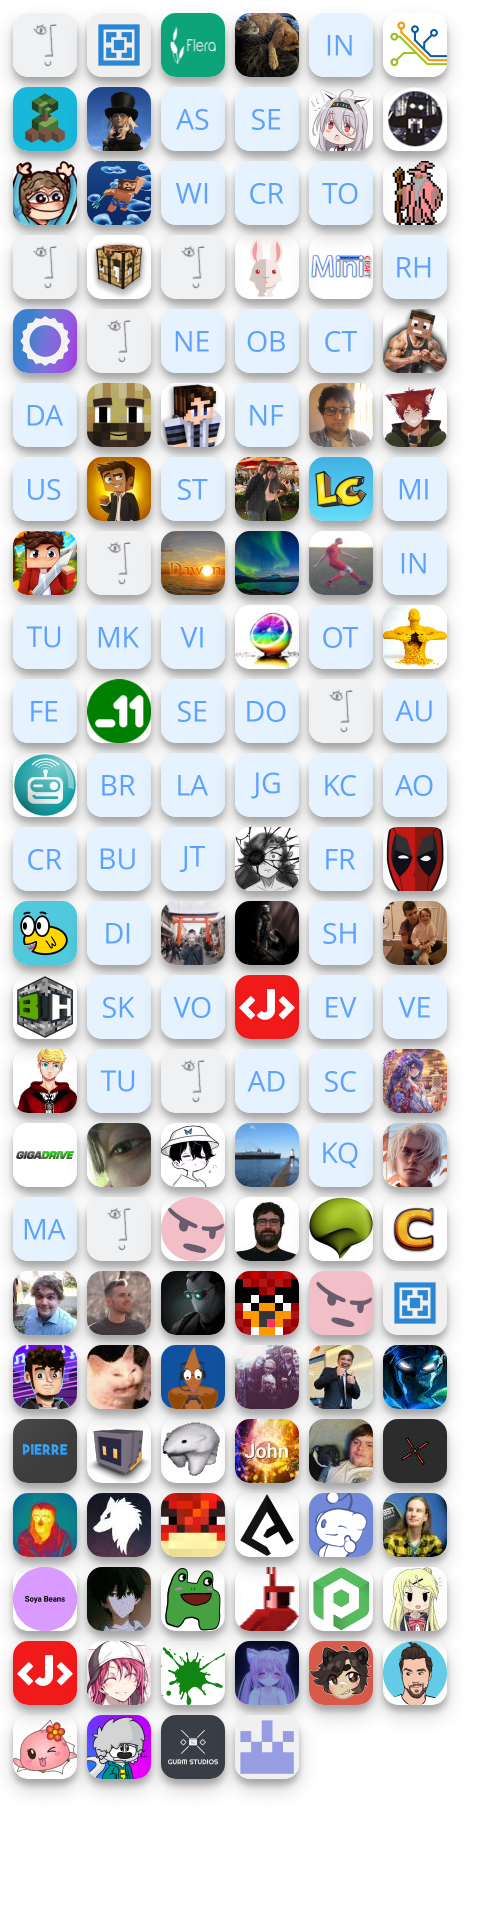 Flera IN
AS SE
WI CR TO
Mini RH
NE OB CT
DA NF
US ST LC MI
Dawn IN
TU MK VI OT
FE _11 SE DO AU
BR LA JG KC AO
CR BU JT FR
DI SH
B H SK VO <J> EV VE
TU AD SC
GIGADRIVE KQ
MA C
PIERRE John
Soya Beans
<J>
GURM STUDIOS